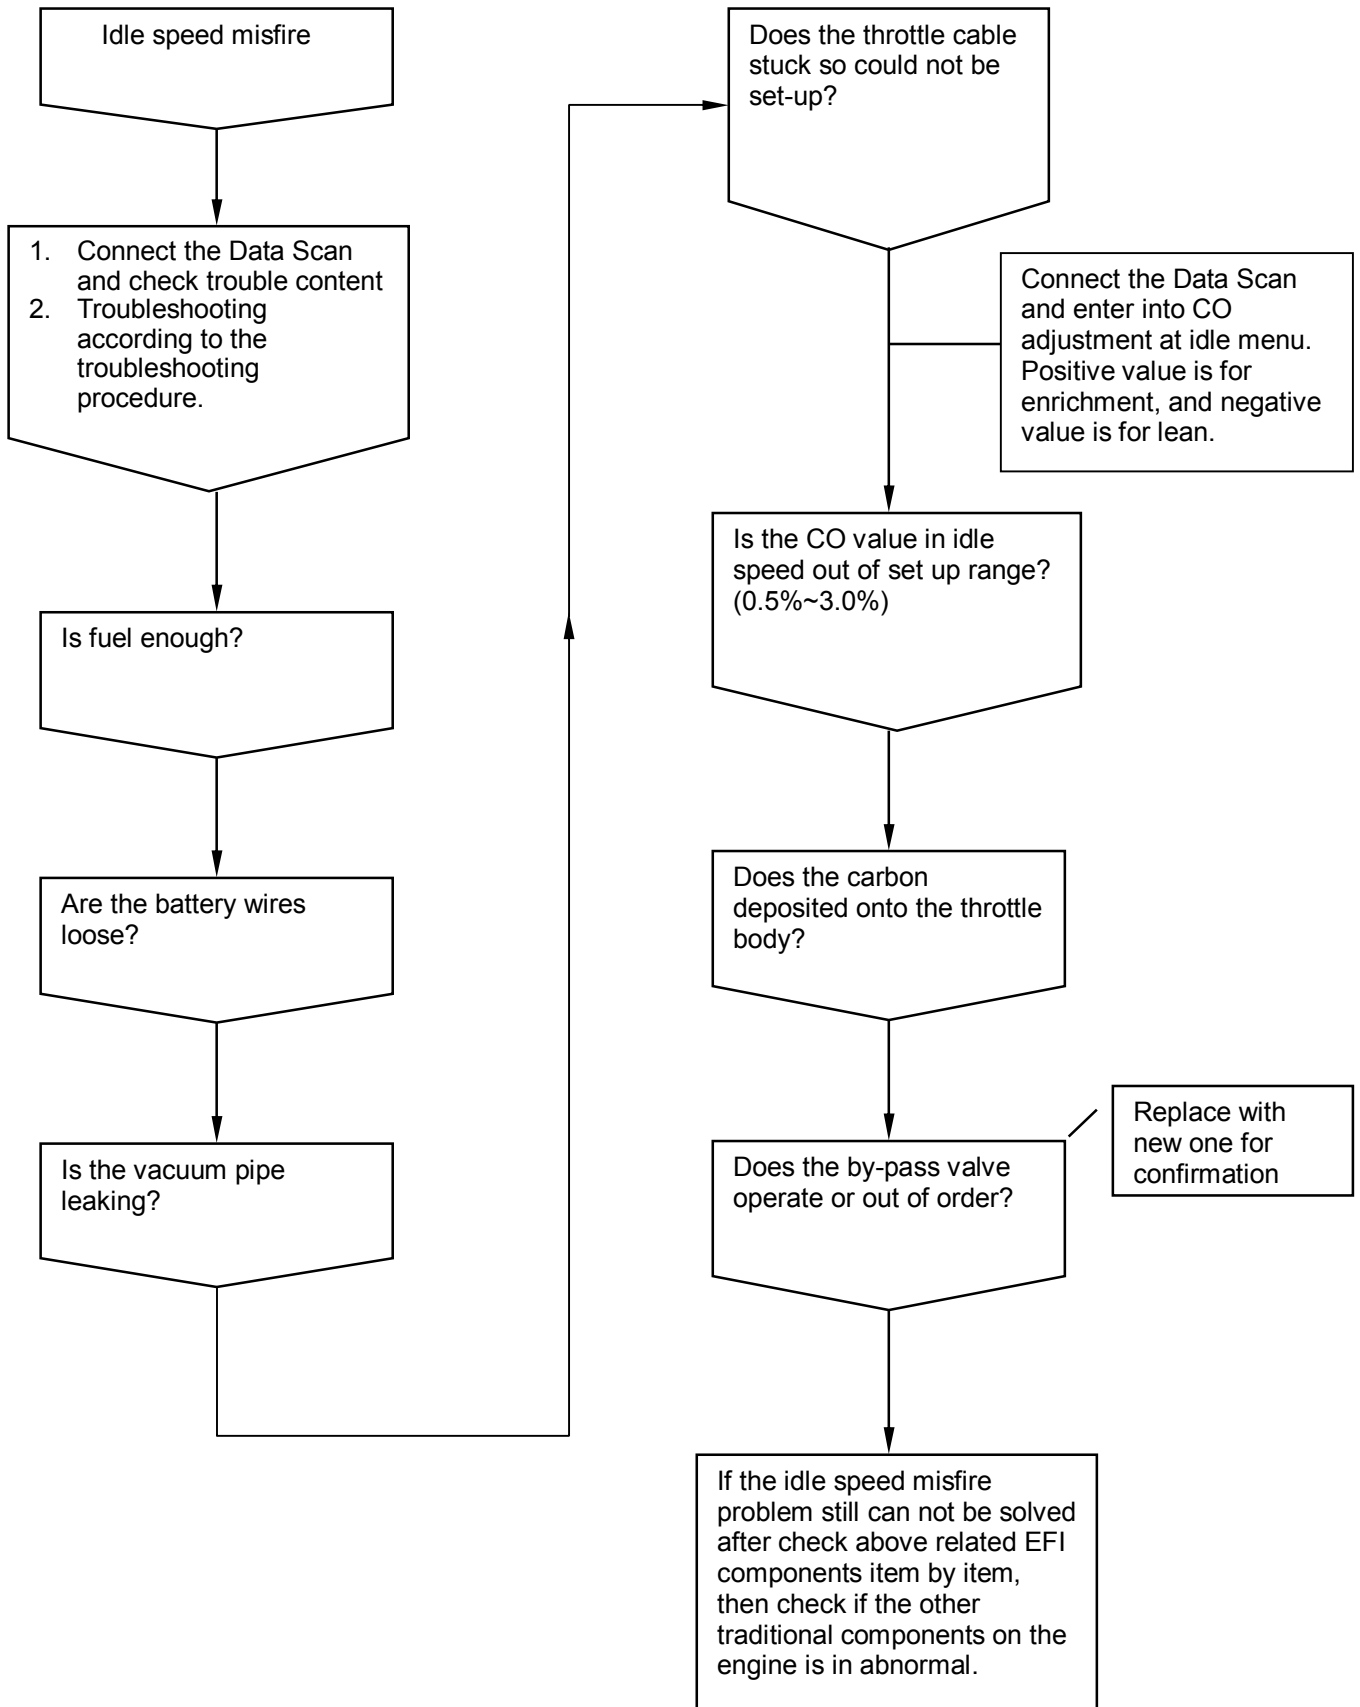 Idle speed misfire
1. Connect the Data Scan
and check trouble content
2. Troubleshooting
according to the
troubleshooting
procedure.
Is fuel enough?
Are the battery wires
loose?
Is the vacuum pipe
leaking?
Does the throttle cable
stuck so could not be
set-up?
Connect the Data Scan
and enter into CO
adjustment at idle menu.
Positive value is for
enrichment, and negative
value is for lean.
Is the CO value in idle
speed out of set up range?
(0.5%~3.0%)
Does the carbon
deposited onto the throttle
body?
Does the by-pass valve
operate or out of order?
Replace with
new one for
confirmation
If the idle speed misfire
problem still can not be solved
after check above related EFI
components item by item,
then check if the other
traditional components on the
engine is in abnormal.